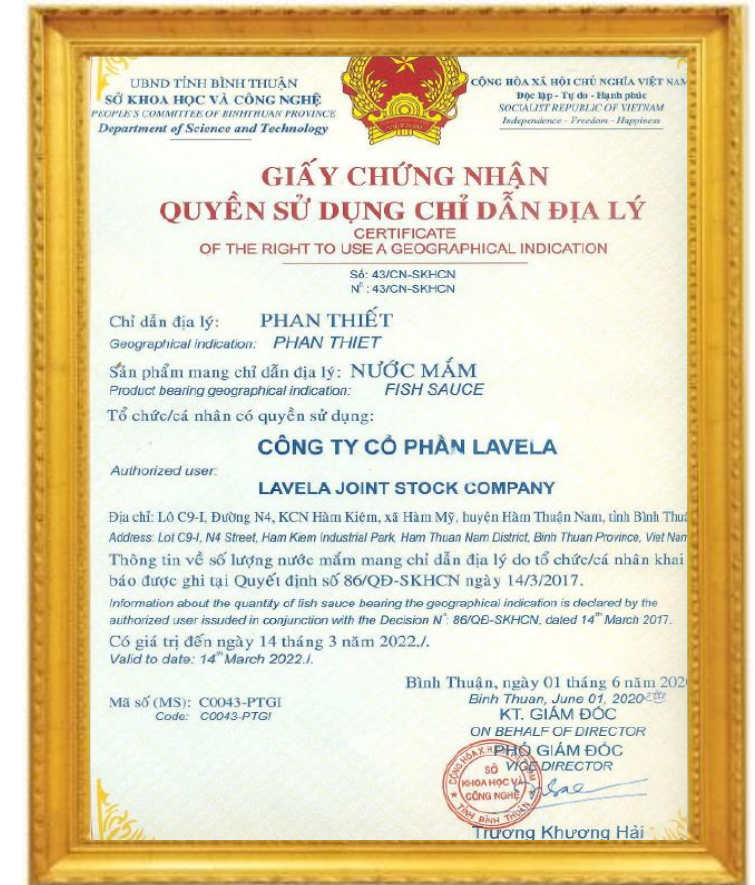 UBND TỈNH BÌNH THUẬN
SỞ KHOA HỌC VÀ CÔNG NGHỆ
PEOPLE'S COMMITTEE OF BINHTHUAN PROVINCE
Department of Science and Technology
CỘNG HÒA XÃ HỘI CHỦ NGHĨA VIỆT NAM
Độc lập - Tự do - Hạnh phúc
SOCIALIST REPUBLIC OF VIETNAM
Independence - Freedom - Happiness
VIỆT NAM
GIẤY CHỨNG NHẬN
QUYỀN SỬ DỤNG CHỈ DẪN ĐỊA LÝ
CERTIFICATE
OF THE RIGHT TO USE A GEOGRAPHICAL INDICATION
Số: 43/CN-SKHCN
N°: 43/CN-SKHCN
Chỉ dẫn địa lý: PHAN THIẾT
Geographical indication: PHAN THIET
Sản phẩm mang chỉ dẫn địa lý: NƯỚC MẮM
Product bearing geographical indication: FISH SAUCE
Tổ chức/cá nhân có quyền sử dụng:
CÔNG TY CỔ PHẦN LAVELA
Authorized user:
LAVELA JOINT STOCK COMPANY
Địa chỉ: Lô C9-I, Đường N4, KCN Hàm Kiệm, xã Hàm Mỹ, huyện Hàm Thuận Nam, tỉnh Bình Thuậ
Address: Lot C9-I, N4 Street, Ham Kiem Industrial Park, Ham Thuan Nam District, Binh Thuan Province, Viet Nam
Thông tin về số lượng nước mắm mang chỉ dẫn địa lý do tổ chức/cá nhân khai
báo được ghi tại Quyết định số 86/QĐ-SKHCN ngày 14/3/2017.
Information about the quantity of fish sauce bearing the geographical indication is declared by the
authorized user issuded in conjunction with the Decision N°: 86/QĐ-SKHCN, dated 14th March 2017.
Có giá trị đến ngày 14 tháng 3 năm 2022./.
Valid to date: 14th March 2022./.
Bình Thuận, ngày 01 tháng 6 năm 202
Binh Thuan, June 01, 2020
Mã số (MS): C0043-PTGI
Code: C0043-PTGI
KT. GIÁM ĐỐC
ON BEHALF OF DIRECTOR
PHÓ GIÁM ĐỐC
VICE DIRECTOR
SỞ
KHOA HỌC VÀ
CÔNG NGHỆ
TỈNH BÌNH THUẬN
Trương Khương Hải